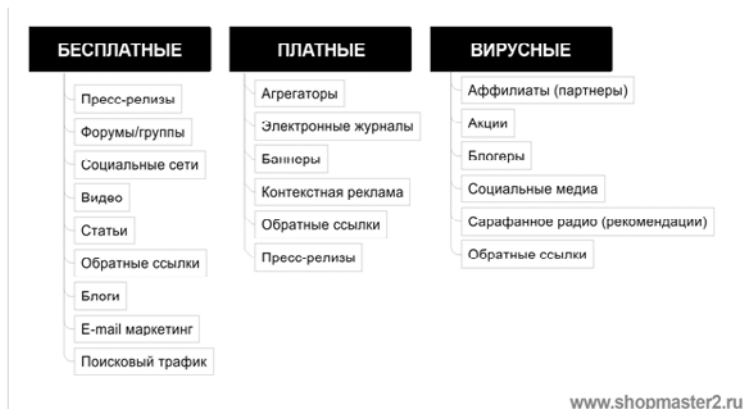 БЕСПЛАТНЫЕ
Пресс-релизы
Форумы/группы
Социальные сети
Видео
Статьи
Обратные ссылки
Блоги
E-mail маркетинг
Поисковый трафик
ПЛАТНЫЕ
Агрегаторы
Электронные журналы
Баннеры
Контекстная реклама
Обратные ссылки
Пресс-релизы
ВИРУСНЫЕ
Аффилиаты (партнеры)
Акции
Блогеры
Социальные медиа
Сарафанное радио (рекомендации)
Обратные ссылки
www.shopmaster2.ru